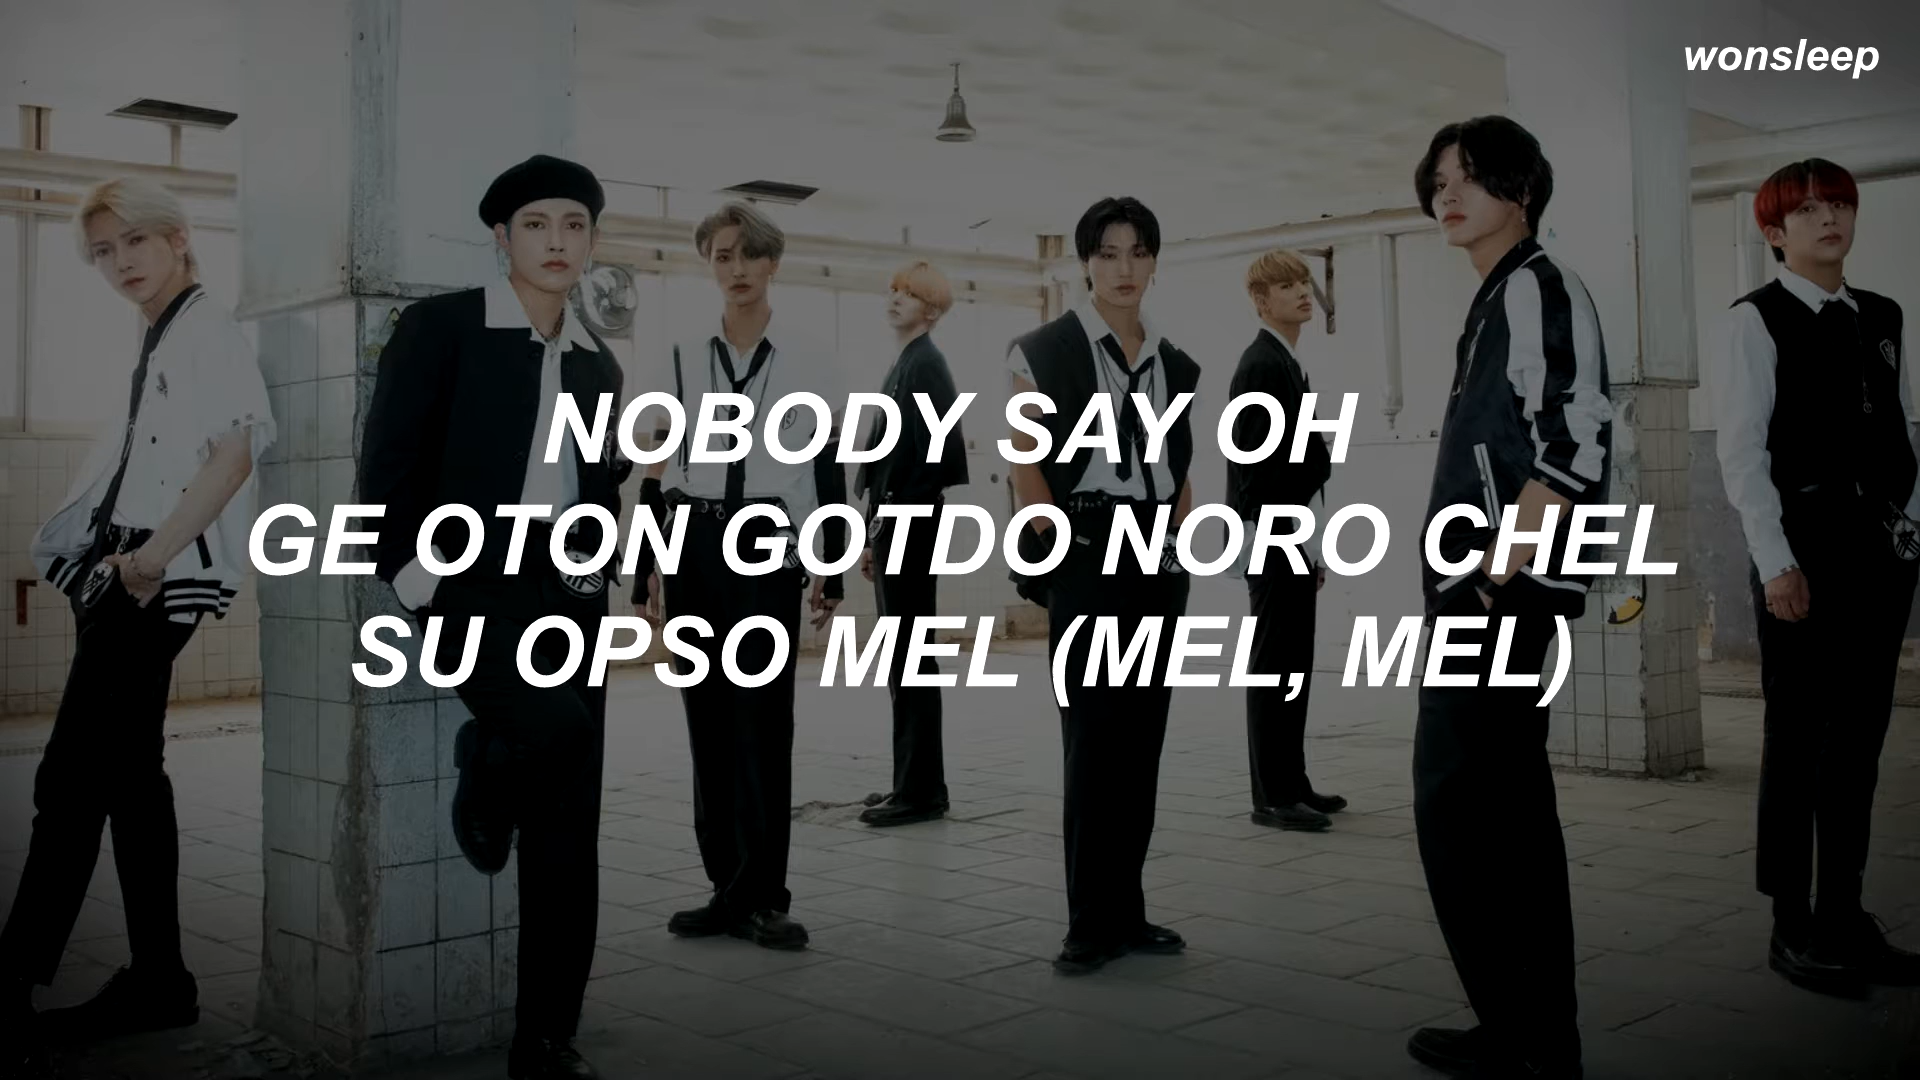 wonsleep
NOBODY SAY OH
GE OTON GOTDO NORO CHEL
SU OPSO MEL (MEL, MEL)